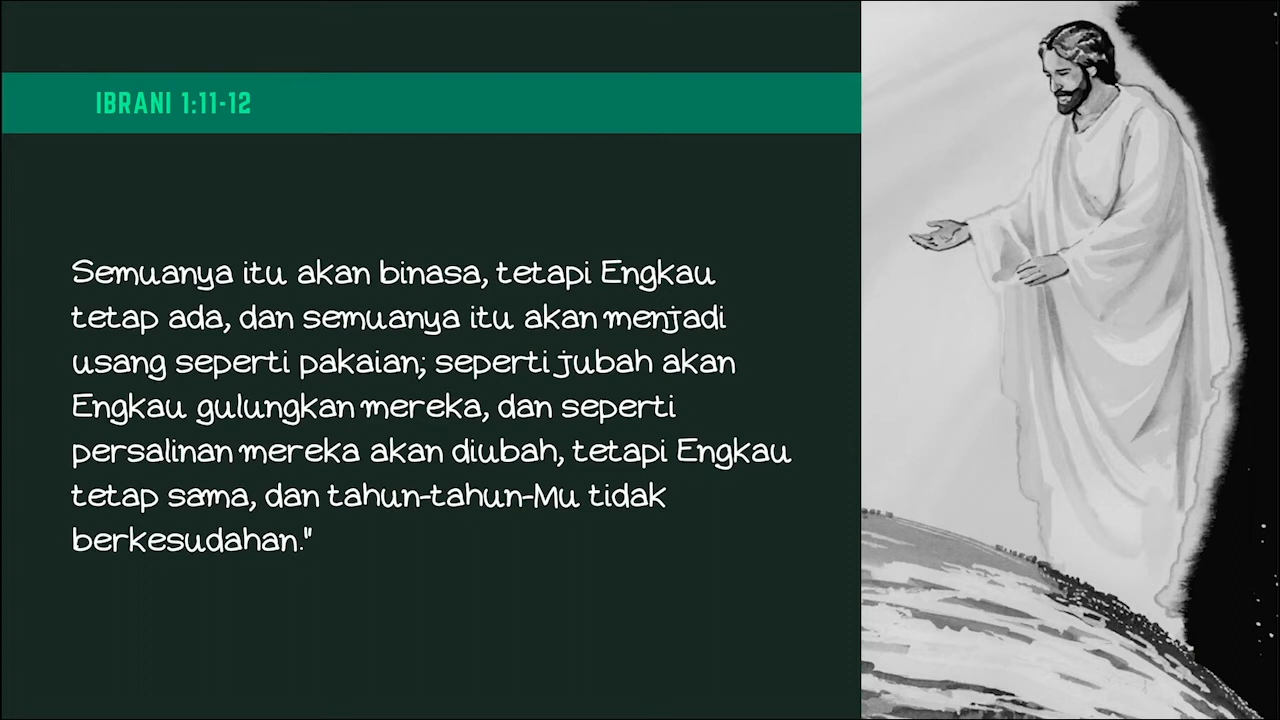 IBRANI 1:11-12
Semuanya itu akan binasa, tetapi Engkau
tetap ada, dan semuanya itu akan menjadi
usang seperti pakaian; seperti jubah akan
Engkau gulungkan mereka, dan seperti
persalinan mereka akan diubah, tetapi Engkau
tetap sama, dan tahun-tahun-Mu tidak
berkesudahan."